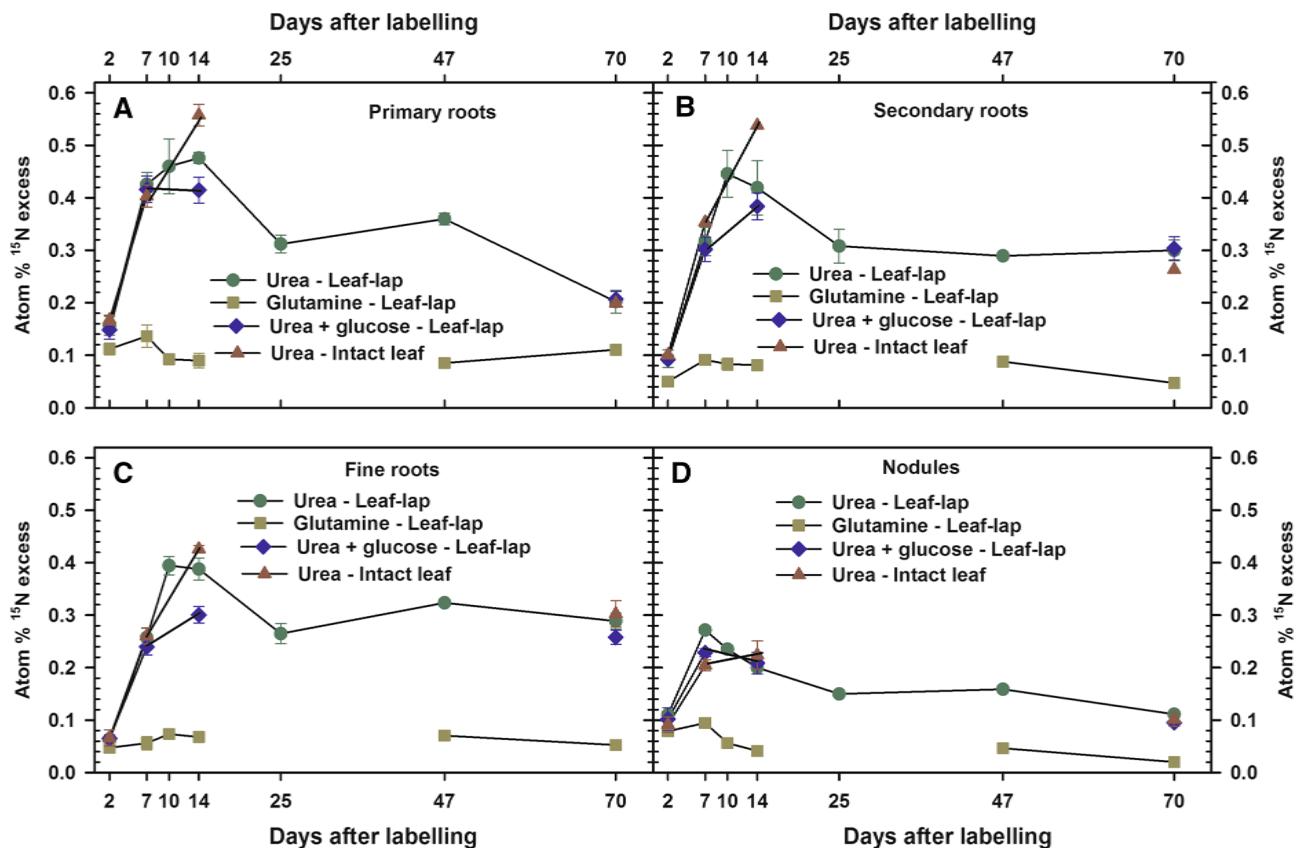 Days after labelling
Days after labelling
2 7 10 14 25 47 70
2 7 10 14 25 47 70
A
Primary roots
Atom % ¹⁵N excess
0.6
0.5
0.4
0.3
0.2
0.1
0.0
Urea - Leaf-lap
Glutamine - Leaf-lap
Urea + glucose - Leaf-lap
Urea - Intact leaf
B
Secondary roots
Urea - Leaf-lap
Glutamine - Leaf-lap
Urea + glucose - Leaf-lap
Urea - Intact leaf
0.6
0.5
0.4
0.3
0.2
0.1
0.0
Atom % ¹⁵N excess
C
Fine roots
Atom % ¹⁵N excess
0.6
0.5
0.4
0.3
0.2
0.1
0.0
Urea - Leaf-lap
Glutamine - Leaf-lap
Urea + glucose - Leaf-lap
Urea - Intact leaf
D
Nodules
Urea - Leaf-lap
Glutamine - Leaf-lap
Urea + glucose - Leaf-lap
Urea - Intact leaf
0.6
0.5
0.4
0.3
0.2
0.1
0.0
Atom % ¹⁵N excess
2 7 10 14 25 47 70
2 7 10 14 25 47 70
Days after labelling
Days after labelling